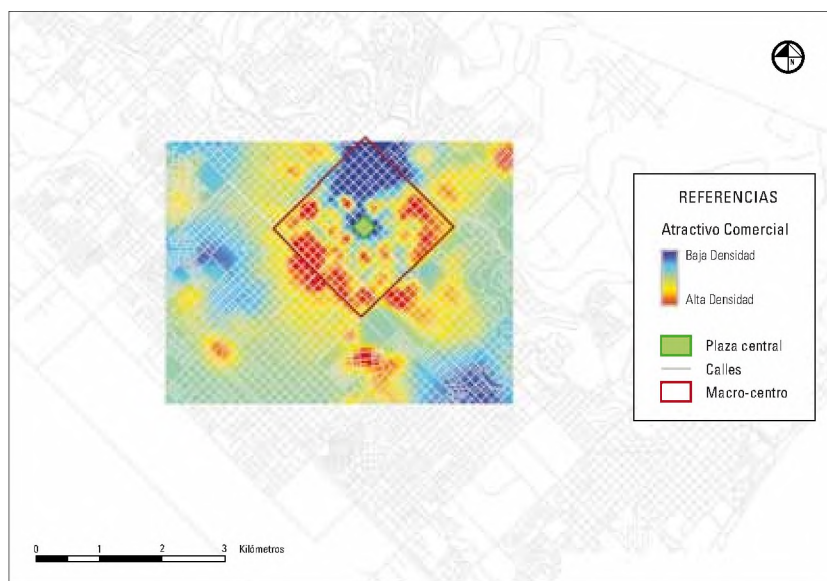 N
REFERENCIAS
Atractivo Comercial
Baja Densidad
Alta Densidad
Plaza central
Calles
Macro-centro
0 1 2 3 Kilómetros